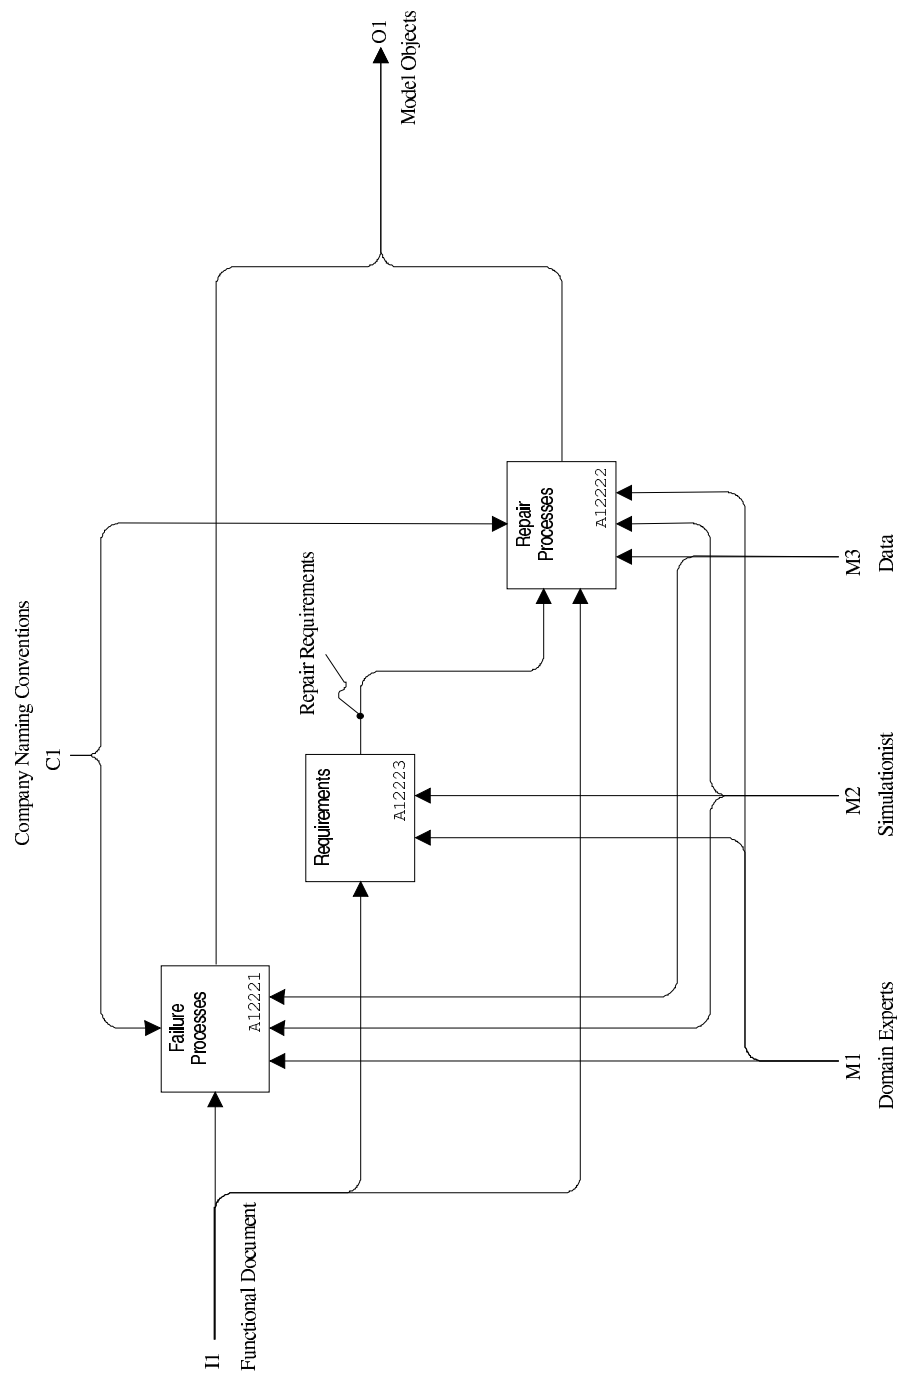 Company Naming Conventions
C1
I1
Functional Document
Failure
Processes
A12221
Requirements
A12223
Repair Requirements
Repair
Processes
A12222
O1
Model Objects
M1
Domain Experts
M2
Simulationist
M3
Data